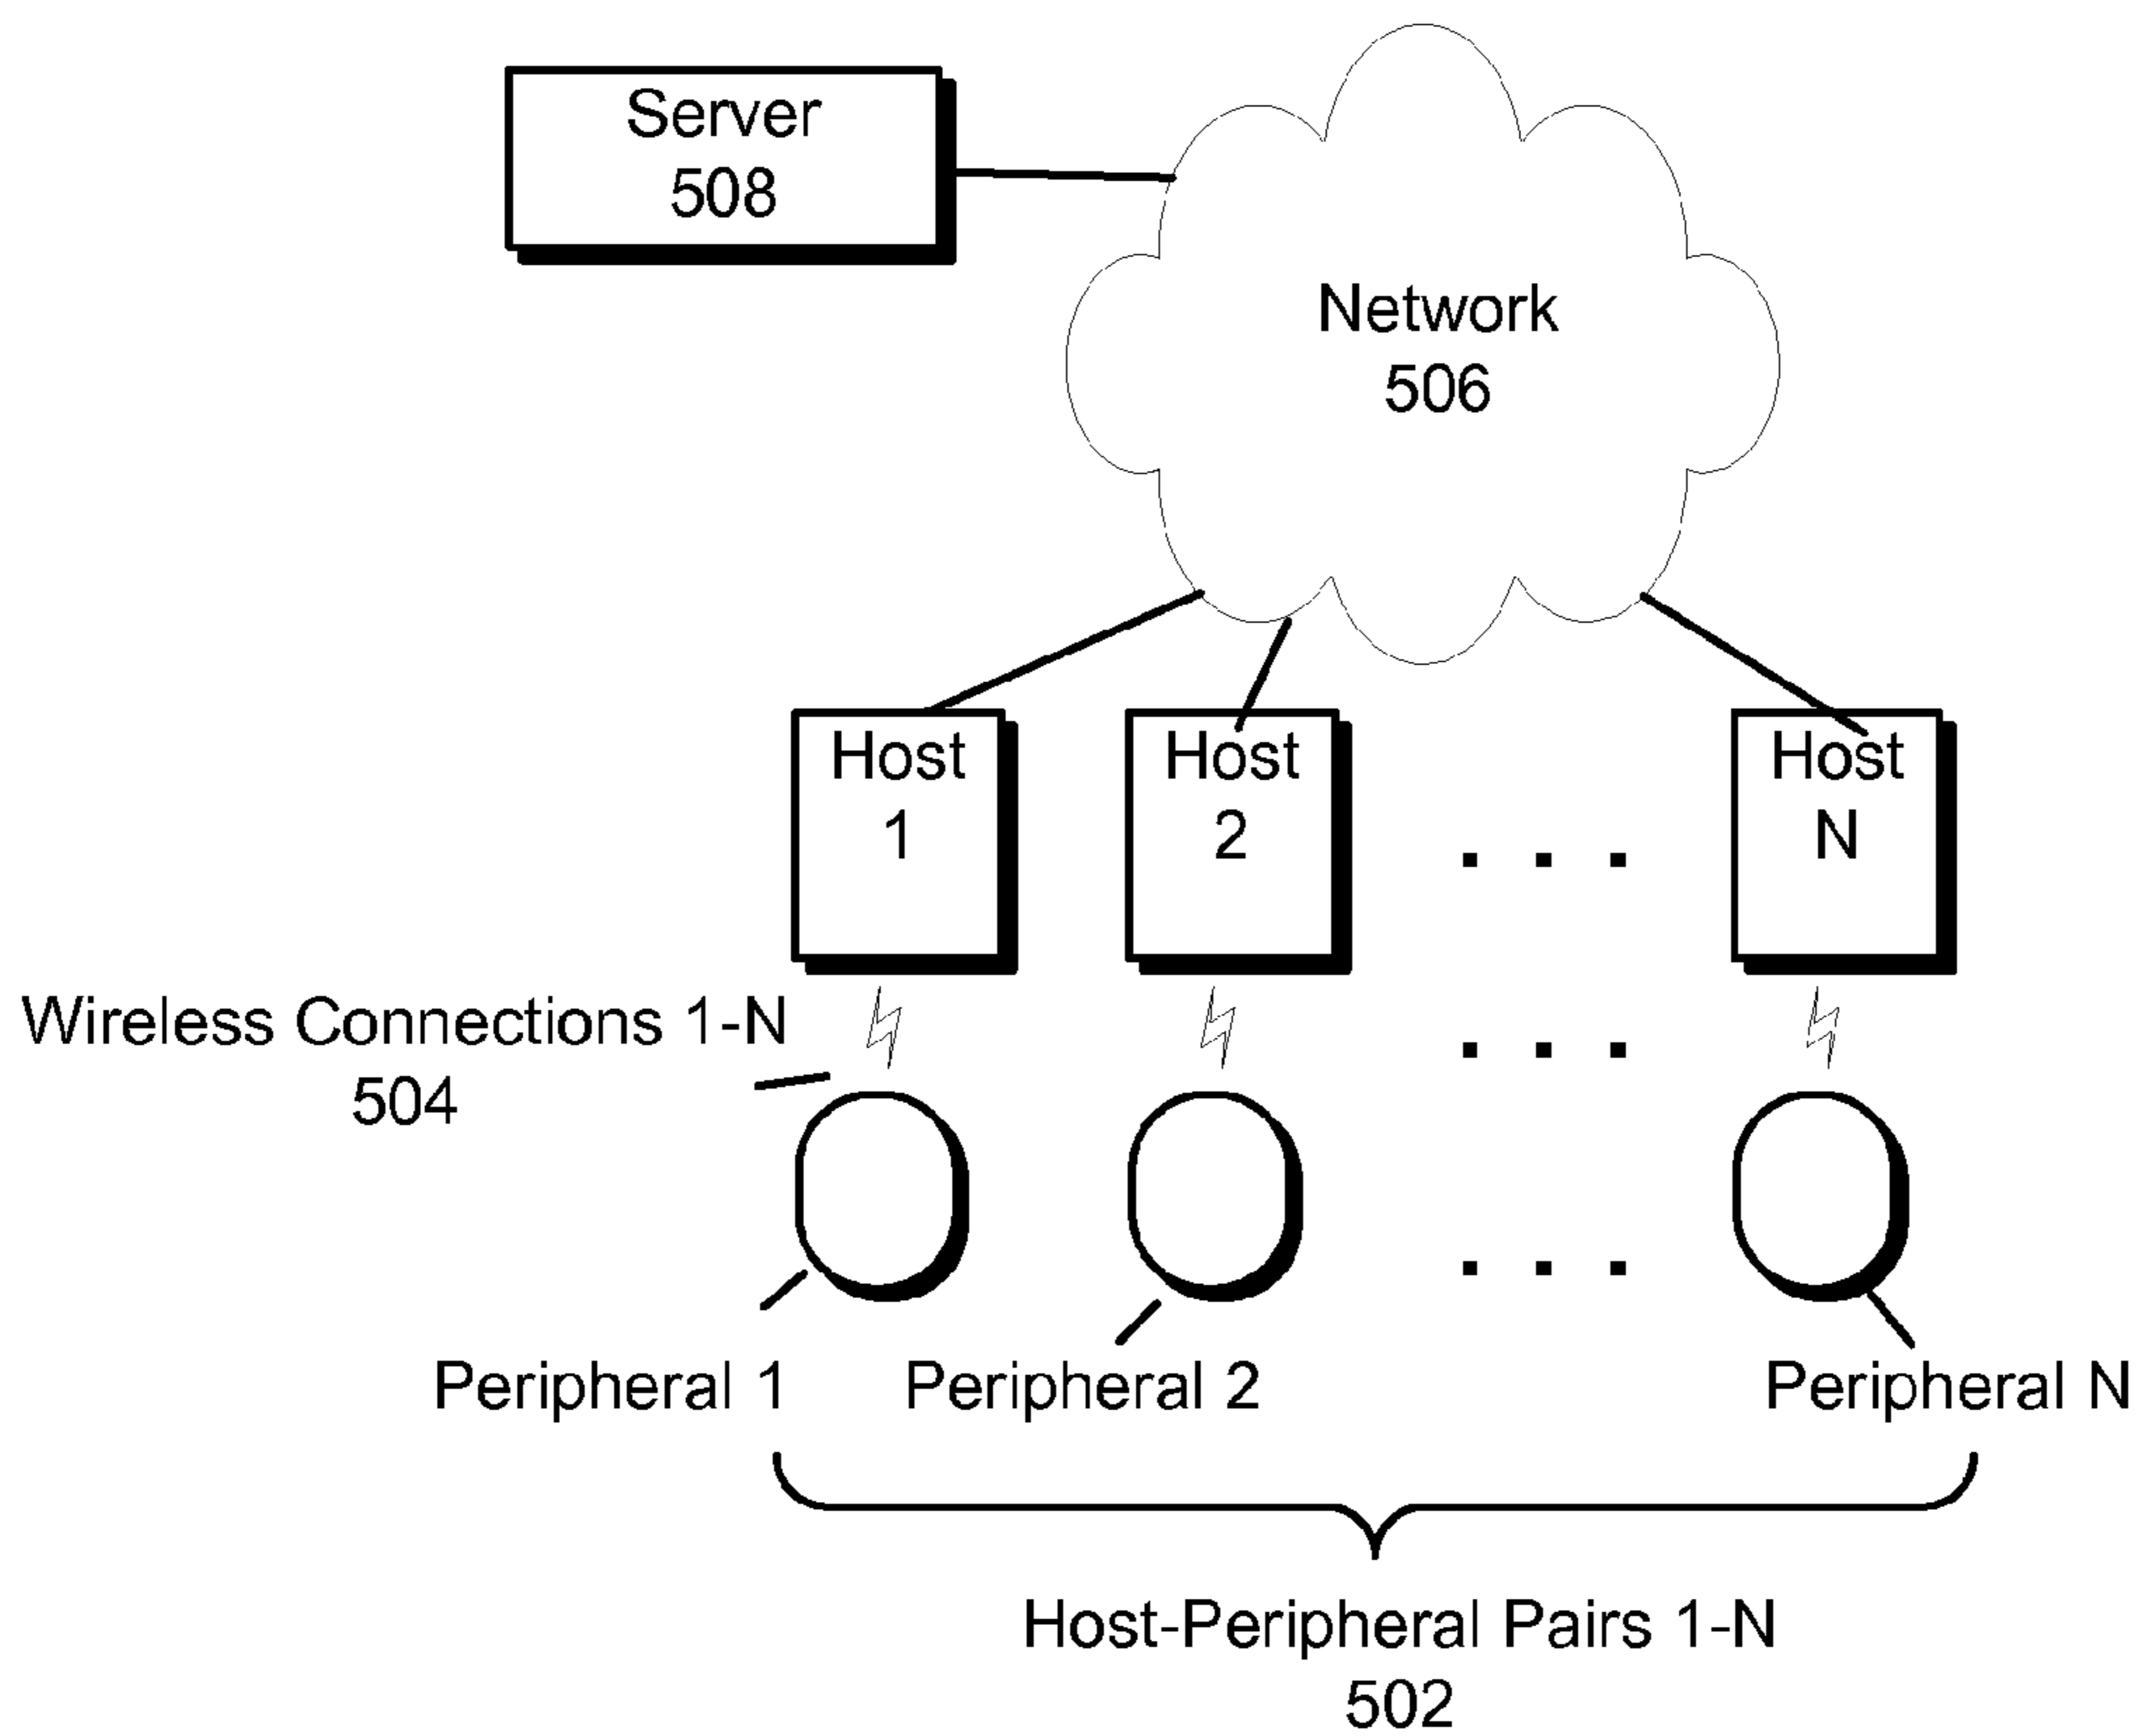 Server
508
Network
506
Host
1
Host
2
Host
N
. . .
Wireless Connections 1-N
504
. . .
. . .
Peripheral 1
Peripheral 2
Peripheral N
Host-Peripheral Pairs 1-N
502